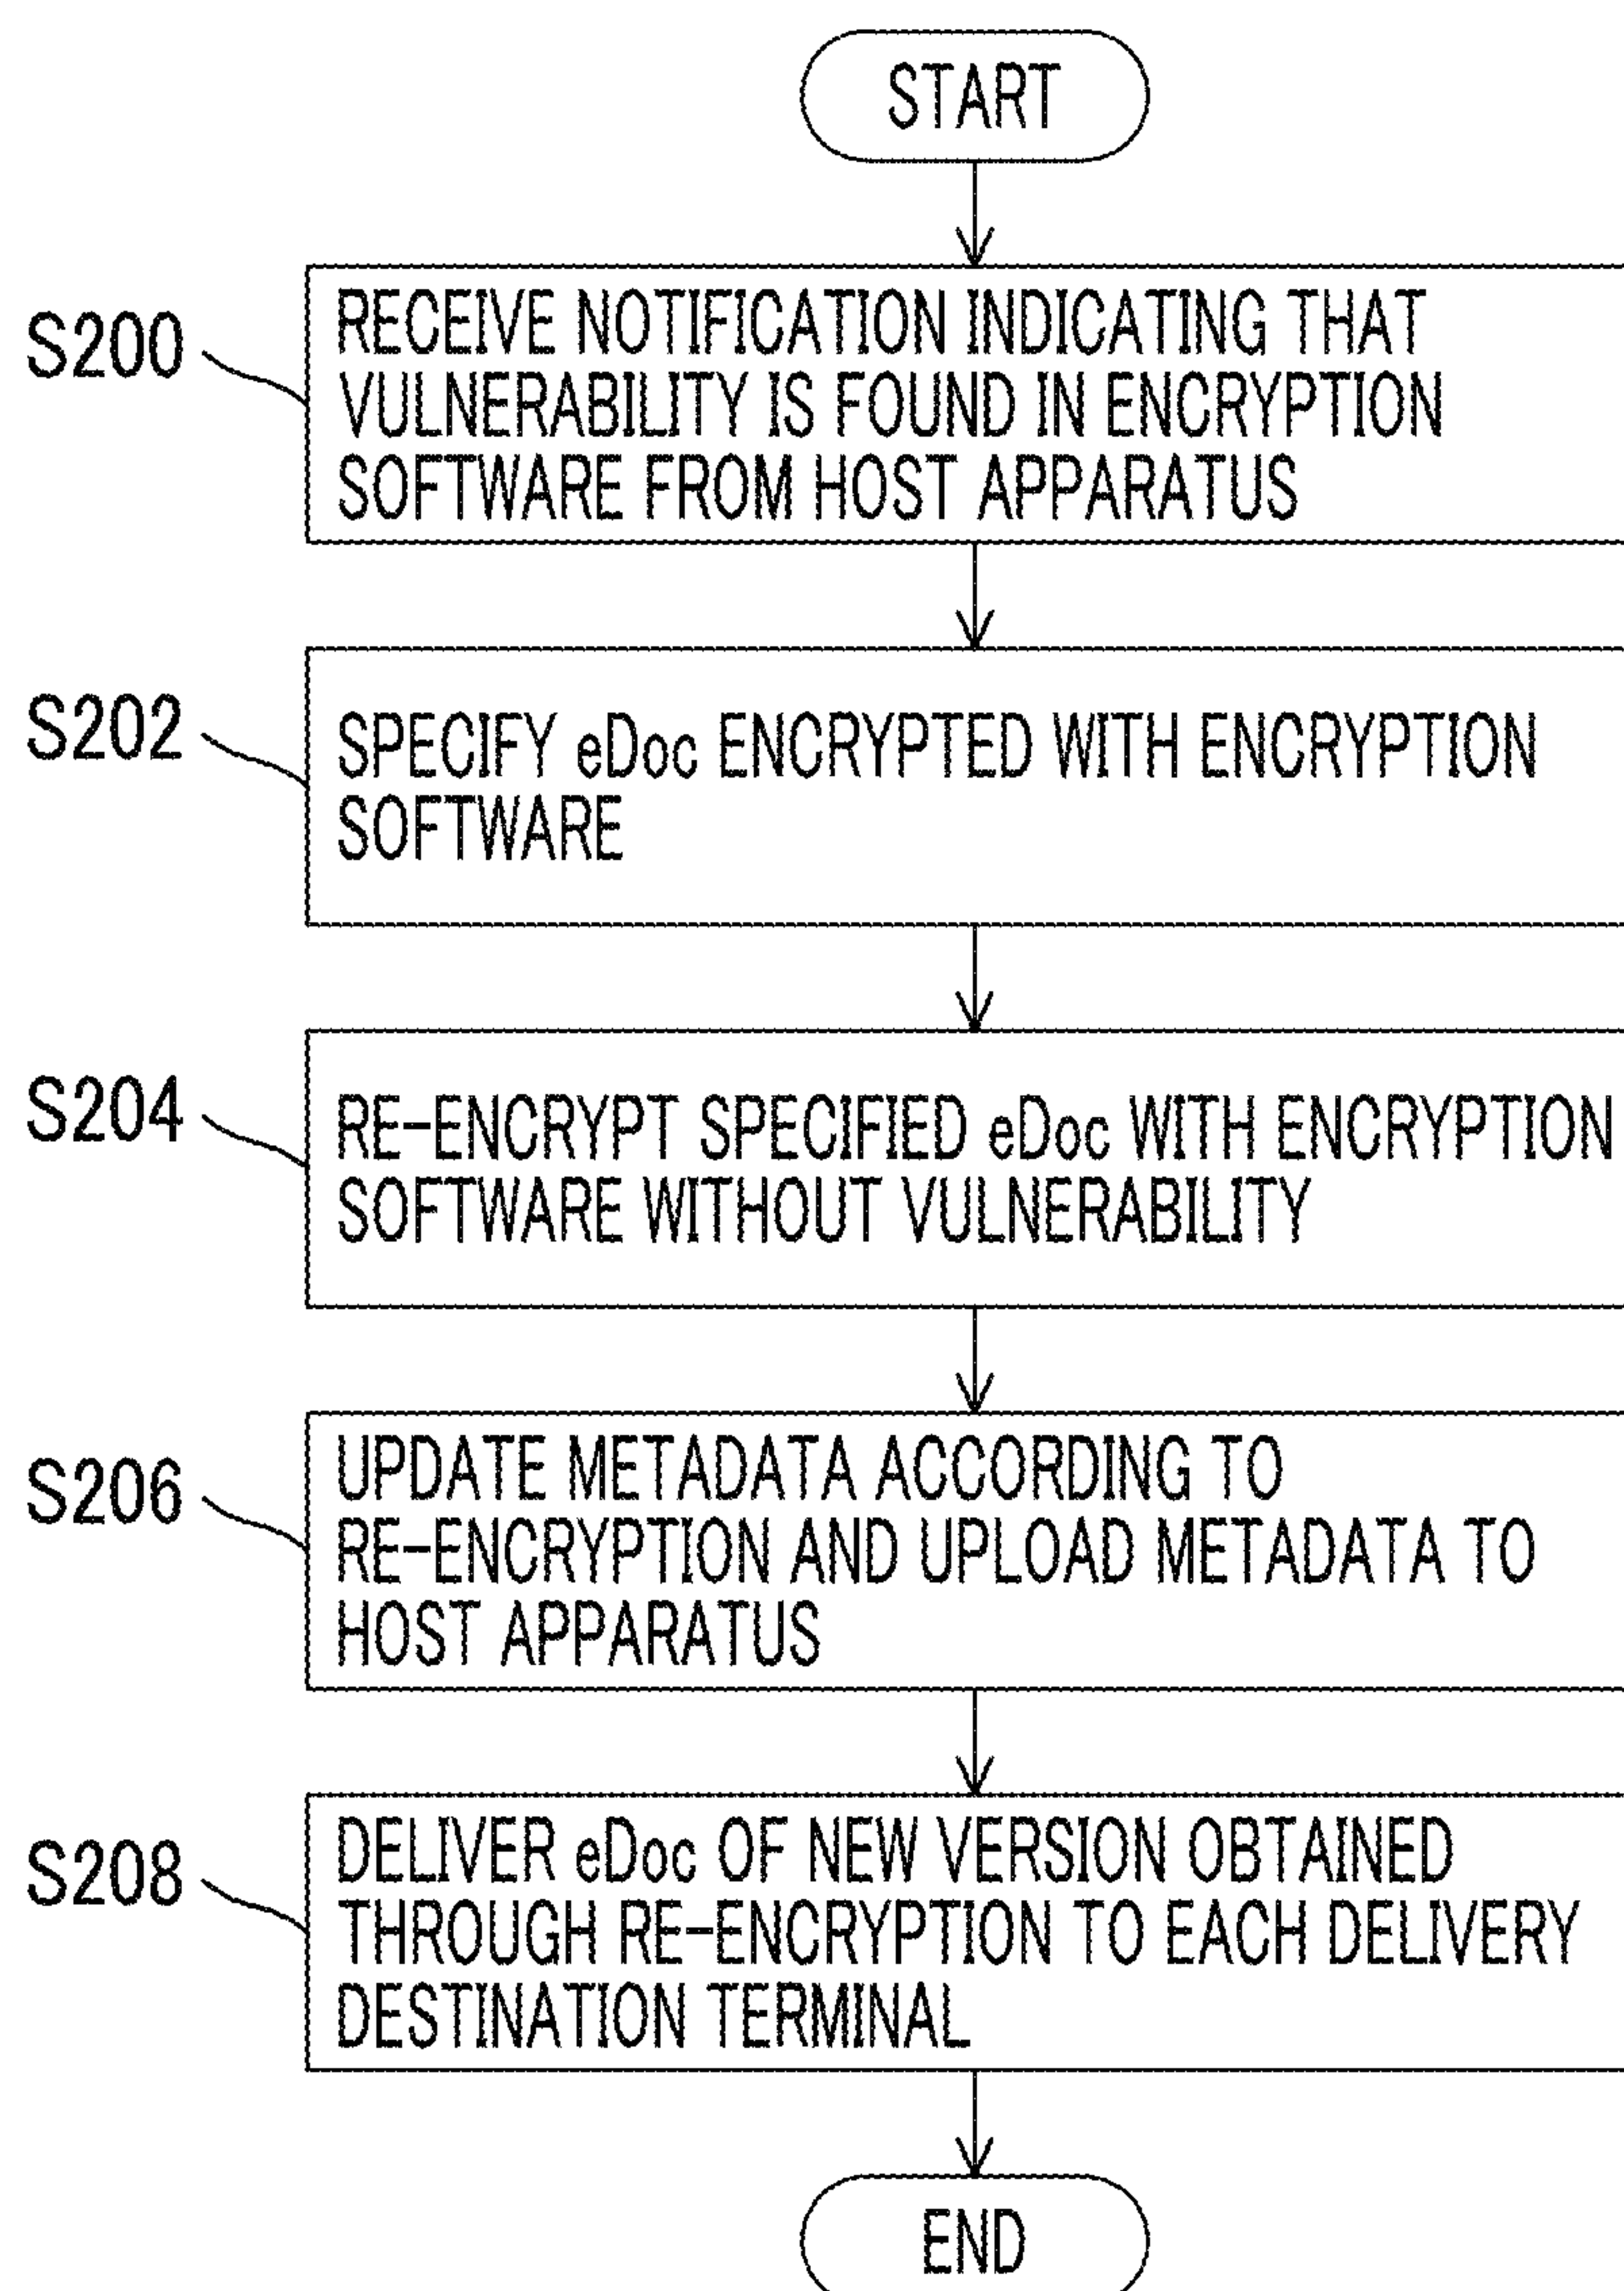 START
S200
RECEIVE NOTIFICATION INDICATING THAT
VULNERABILITY IS FOUND IN ENCRYPTION
SOFTWARE FROM HOST APPARATUS
S202
SPECIFY eDoc ENCRYPTED WITH ENCRYPTION
SOFTWARE
S204
RE-ENCRYPT SPECIFIED eDoc WITH ENCRYPTION
SOFTWARE WITHOUT VULNERABILITY
S206
UPDATE METADATA ACCORDING TO
RE-ENCRYPTION AND UPLOAD METADATA TO
HOST APPARATUS
S208
DELIVER eDoc OF NEW VERSION OBTAINED
THROUGH RE-ENCRYPTION TO EACH DELIVERY
DESTINATION TERMINAL
END